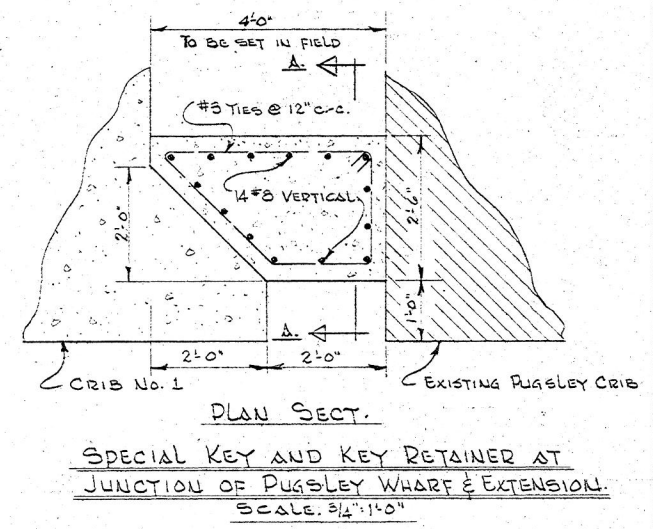 4'-0"
TO BE SET IN FIELD
A.
#3 TIES @ 12" C.-C.
14 #8 VERTICAL.
2'-0"
2'-6"
1'-0"
A.
2'-0"
2'-0"
CRIB NO. 1
EXISTING PUGSLEY CRIB
PLAN SECT.
SPECIAL KEY AND KEY RETAINER AT
JUNCTION OF PUGSLEY WHARF & EXTENSION.
SCALE. 3/4":1'-0"